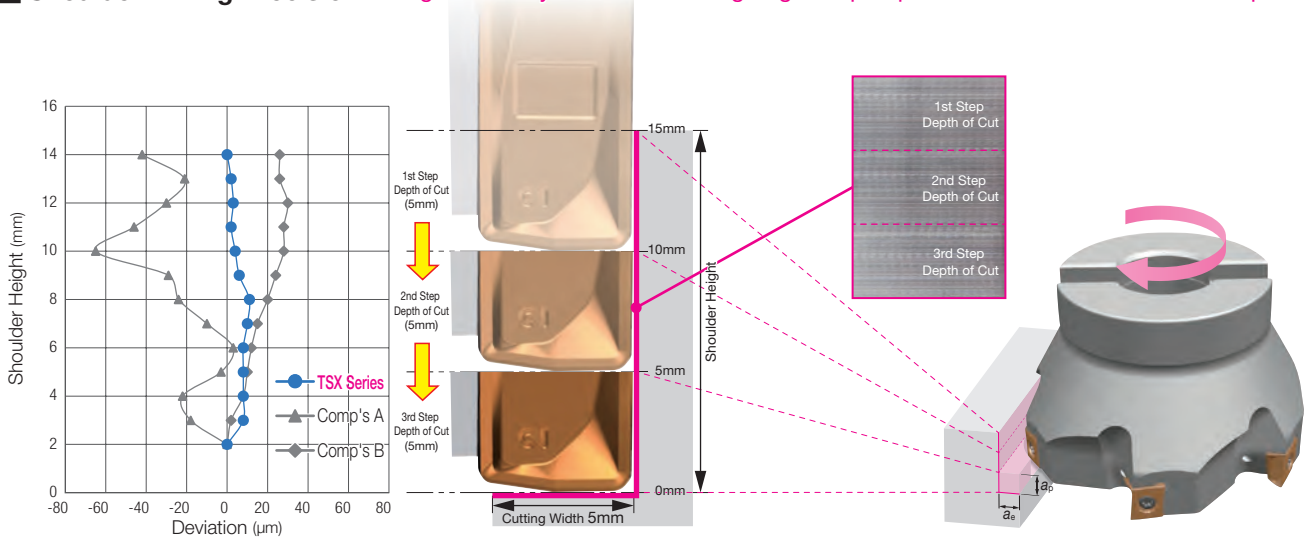 16
14
12
10
8
6
4
2
0
-80
-60
-40
-20
0
20
40
60
80
Shoulder Height (mm)
Deviation (μm)
TSX Series
Comp's A
Comp's B
1st Step
Depth of Cut
(5mm)
2nd Step
Depth of Cut
(5mm)
3rd Step
Depth of Cut
(5mm)
15mm
10mm
5mm
0mm
Shoulder Height
Cutting Width 5mm
1st Step
Depth of Cut
2nd Step
Depth of Cut
3rd Step
Depth of Cut
ap
ae